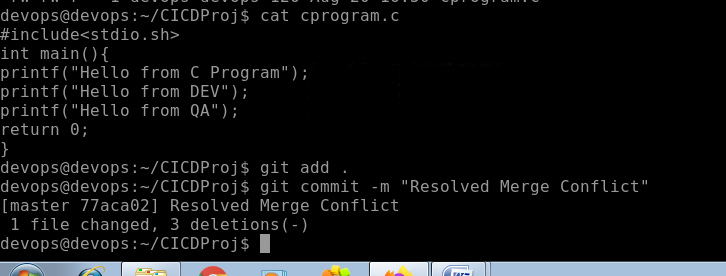 devops@devops:~/CICDProj$ cat cprogram.c
#include<stdio.sh>
int main(){
printf("Hello from C Program");
printf("Hello from DEV");
printf("Hello from QA");
return 0;
}
devops@devops:~/CICDProj$ git add .
devops@devops:~/CICDProj$ git commit -m "Resolved Merge Conflict"
[master 77aca02] Resolved Merge Conflict
 1 file changed, 3 deletions(-)
devops@devops:~/CICDProj$